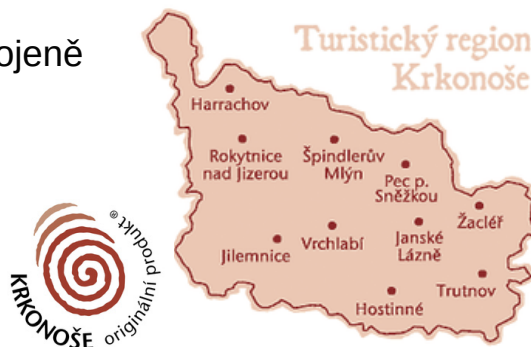 ojeně
Turistický region
Krkonoše
Harrachov
Rokytnice
nad Jizerou
Špindlerův
Mlýn
Pec p.
Sněžkou
Žacléř
Jilemnice
Vrchlabí
Janské
Lázně
Hostinné
Trutnov
KRKONOŠE originální produkt®